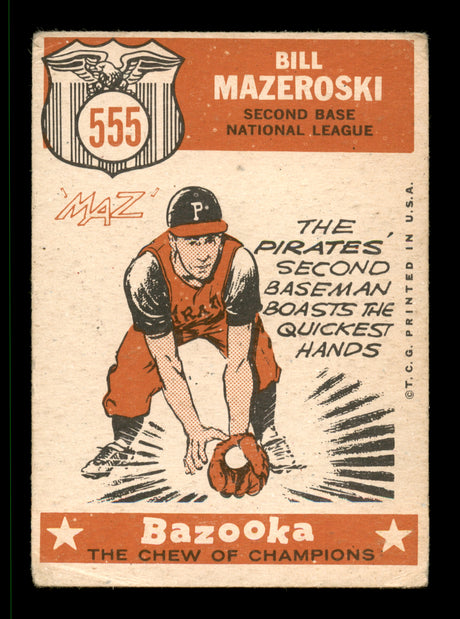 555
BILL
MAZEROSKI
SECOND BASE
NATIONAL LEAGUE
'MAZ'
P
THE
PIRATES'
SECOND
BASEMAN
BOASTS THE
QUICKEST
HANDS
©T.C.G. PRINTED IN U.S.A.
Bazooka
THE CHEW OF CHAMPIONS